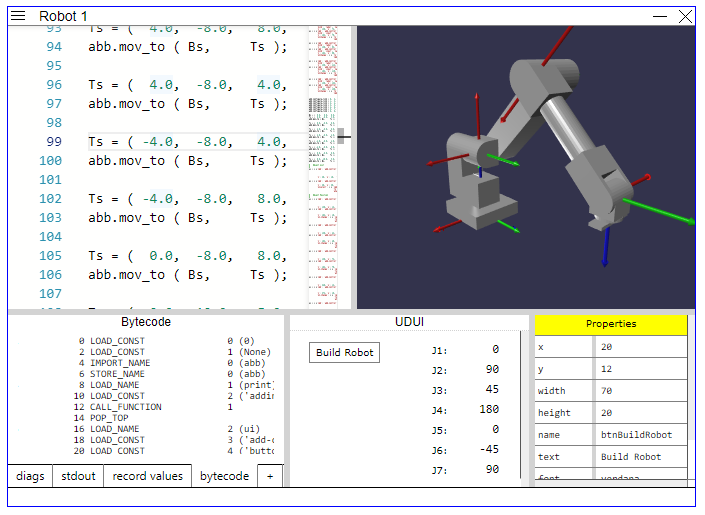 Robot 1
93 Ts = ( 4.0, -8.0, 8.0,
94 abb.mov_to ( Bs, Ts );
95
96 Ts = ( 4.0, -8.0, 4.0,
97 abb.mov_to ( Bs, Ts );
98
99 Ts = ( -4.0, -8.0, 4.0,
100 abb.mov_to ( Bs, Ts );
101
102 Ts = ( -4.0, -8.0, 8.0,
103 abb.mov_to ( Bs, Ts );
104
105 Ts = ( 0.0, -8.0, 8.0,
106 abb.mov_to ( Bs, Ts );
107
Bytecode
0 LOAD_CONST 0 (0)
2 LOAD_CONST 1 (None)
4 IMPORT_NAME 0 (abb)
6 STORE_NAME 0 (abb)
8 LOAD_NAME 1 (print)
10 LOAD_CONST 2 ('addin
12 CALL_FUNCTION 1
14 POP_TOP
16 LOAD_NAME 2 (ui)
18 LOAD_CONST 3 ('add-c
20 LOAD_CONST 4 ('butto
diags stdout record values bytecode +
UDUI
Build Robot
J1: 0
J2: 90
J3: 45
J4: 180
J5: 0
J6: -45
J7: 90
Properties
x 20
y 12
width 70
height 20
name btnBuildRobot
text Build Robot
font verdana